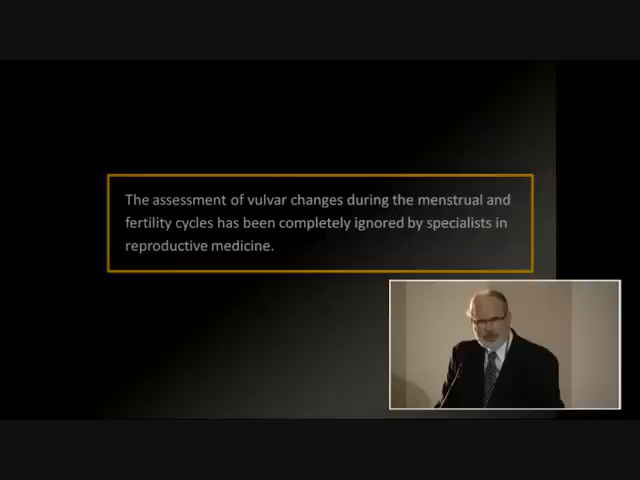 The assessment of vulvar changes during the menstrual and
fertility cycles has been completely ignored by specialists in
reproductive medicine.